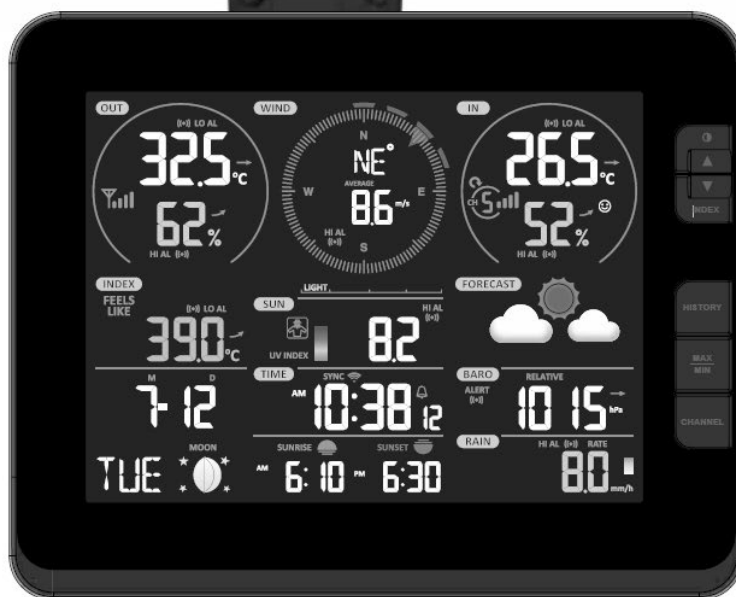 OUT
((•)) LO AL
32.5 °C
62 %
HI AL ((•))
WIND
N
NE°
W
E
AVERAGE
8.6 m/s
HI AL
((•))
S
IN
((•)) LO AL
26.5 °C
CH 5
52 %
HI AL ((•))
INDEX
INDEX
FEELS
LIKE
((•)) LO AL
39.0 °C
LIGHT
SUN
HI AL
((•))
UV INDEX
8.2
FORECAST
HISTORY
M D
7-12
TIME
SYNC
AM 10:38 12
BARO
RELATIVE
ALERT
((•))
1015 hPa
MAX
MIN
CHANNEL
MOON
TUE
SUNRISE
SUNSET
AM 6:10 PM 6:30
RAIN
HI AL ((•)) RATE
8.0 mm/h